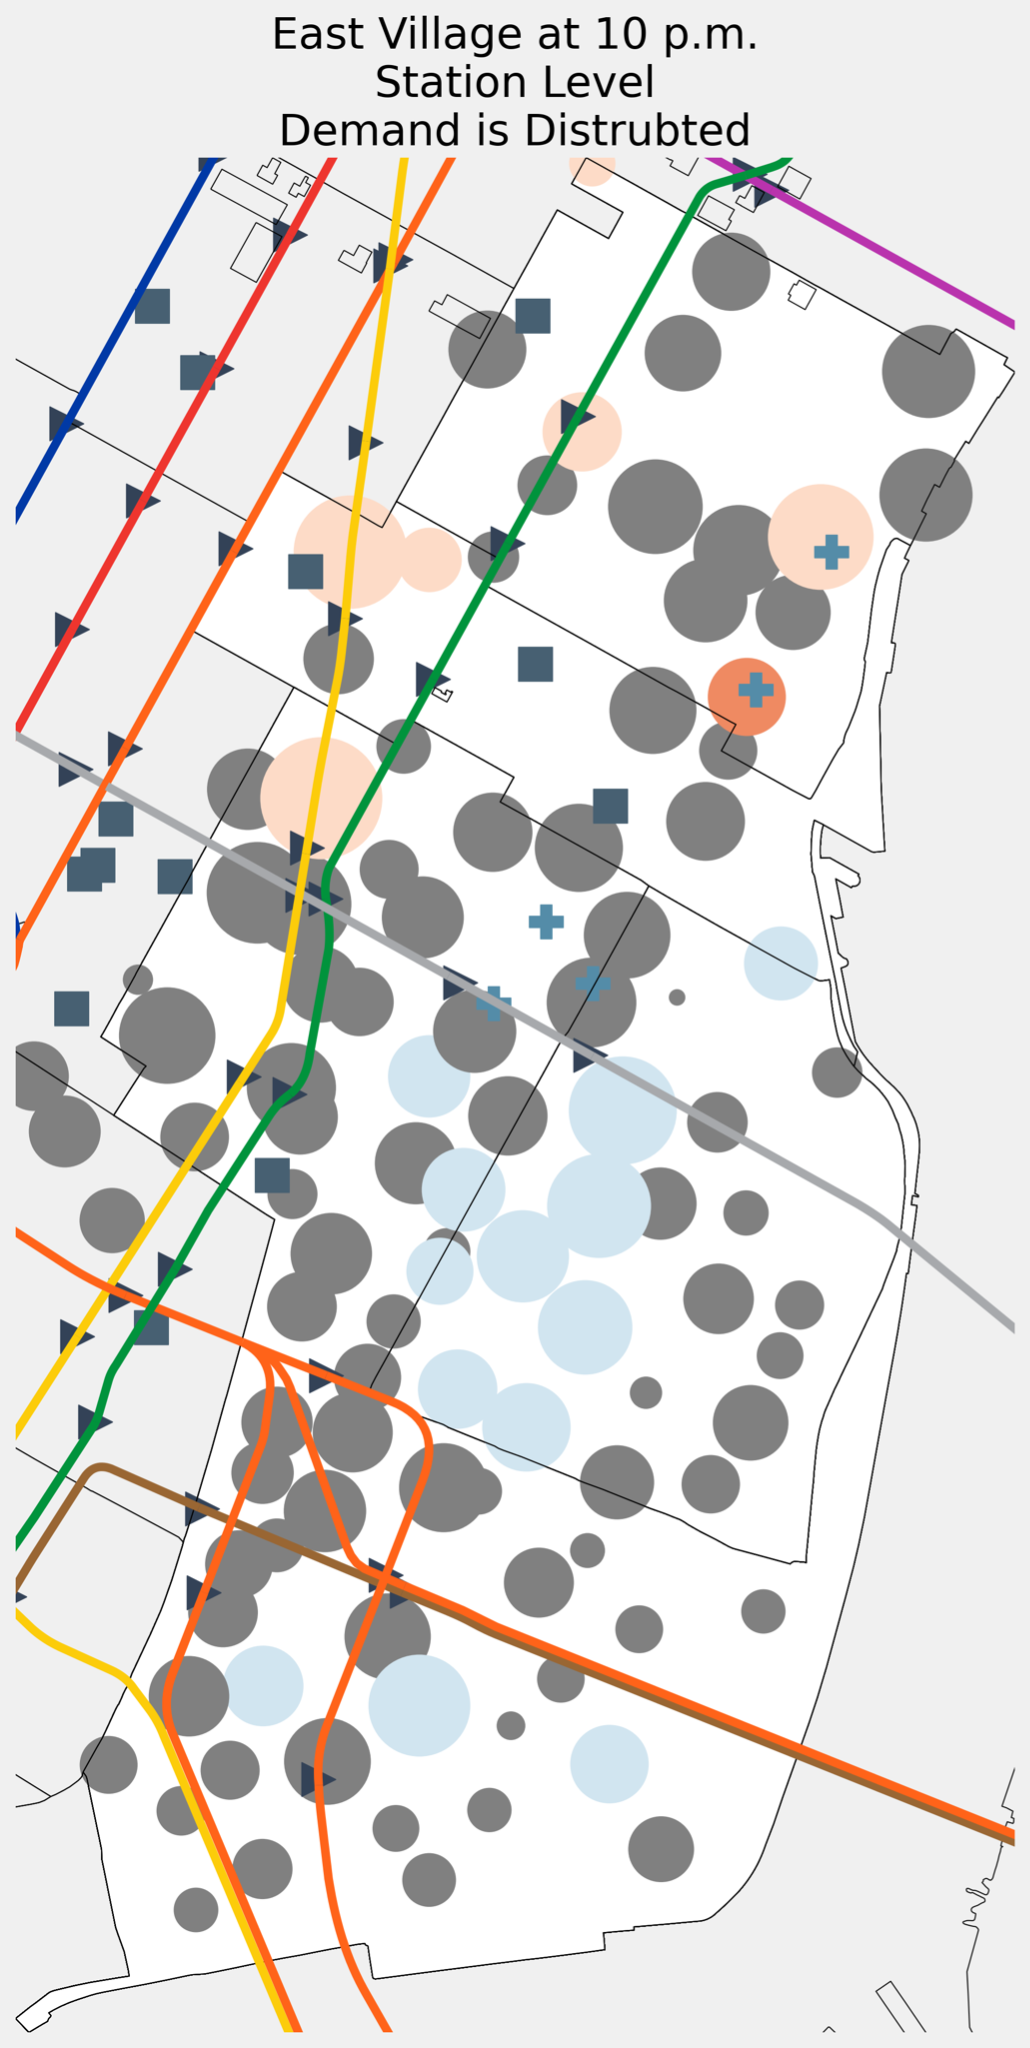 East Village at 10 p.m.
Station Level
Demand is Distrubted